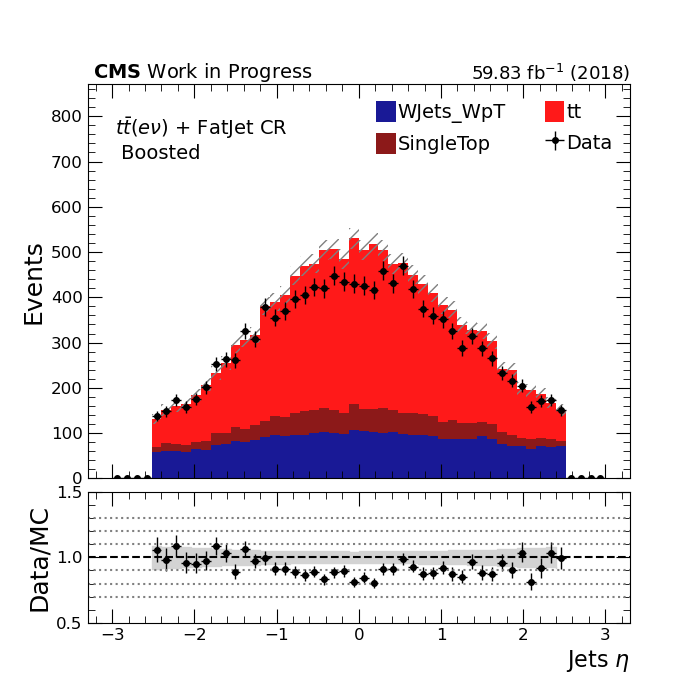 CMS Work in Progress 59.83 fb⁻¹ (2018)
tt̄(eν) + FatJet CR
Boosted
WJets_WpT tt
SingleTop Data
Events
800
700
600
500
400
300
200
100
0
Data/MC
1.5
1.0
0.5
−3 −2 −1 0 1 2 3
Jets η